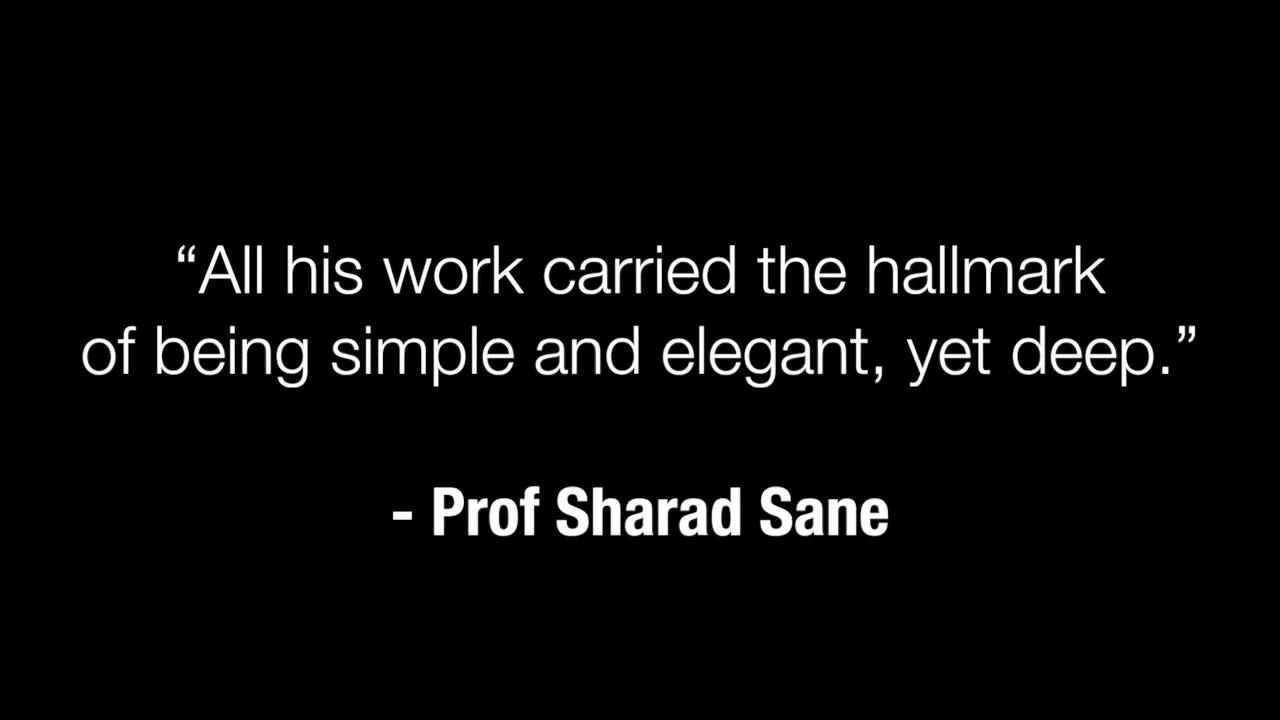 “All his work carried the hallmark
of being simple and elegant, yet deep.”
- Prof Sharad Sane